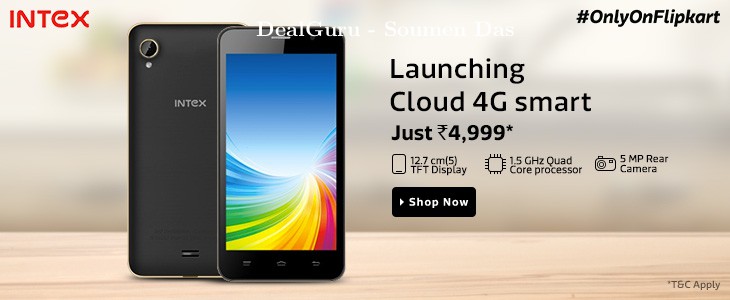 INTEX
#OnlyOnFlipkart
DealGuru - Soumen Das
INTEX
Launching
Cloud 4G smart
Just ₹4,999*
12.7 cm(5)
TFT Display
1.5 GHz Quad
Core processor
5 MP Rear
Camera
Shop Now
*T&C Apply